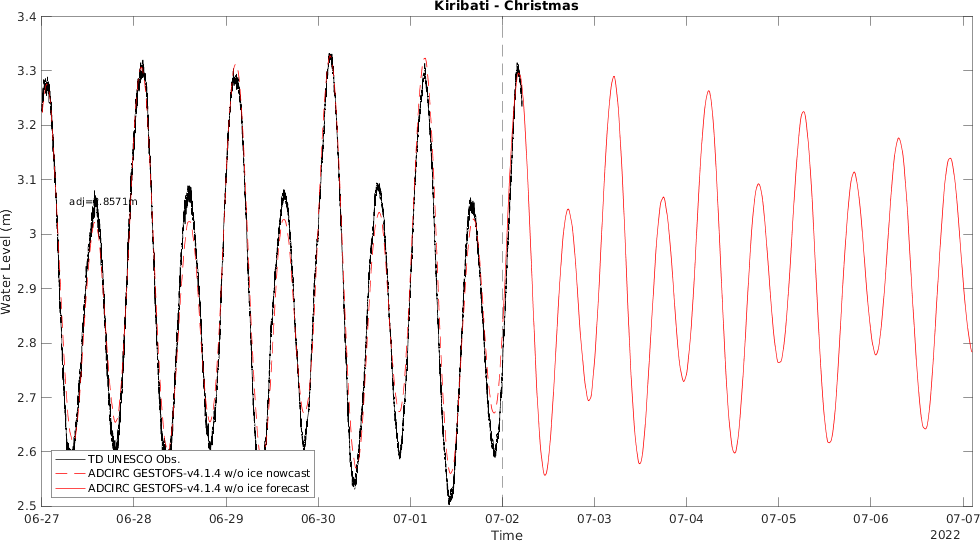 Kiribati - Christmas
3.4
3.3
3.2
3.1
3
2.9
2.8
2.7
2.6
2.5
Water Level (m)
TD UNESCO Obs.
ADCIRC GESTOFS-v4.1.4 w/o ice nowcast
ADCIRC GESTOFS-v4.1.4 w/o ice forecast
06-27 06-28 06-29 06-30 07-01 07-02 07-03 07-04 07-05 07-06 07-07
Time 2022